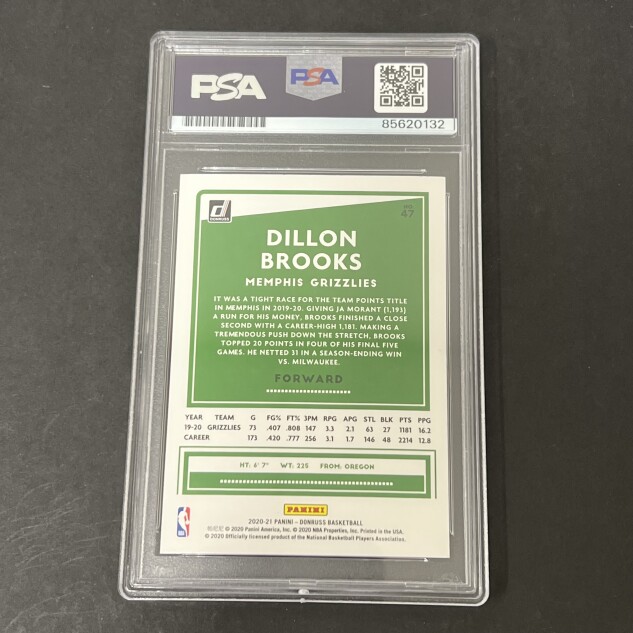 PSA
PSA
85620132
DONRUSS
NO.
47
DILLON
BROOKS
MEMPHIS GRIZZLIES
IT WAS A TIGHT RACE FOR THE TEAM POINTS TITLE
IN MEMPHIS IN 2019-20. GIVING JA MORANT (1,193)
A RUN FOR HIS MONEY, BROOKS FINISHED A CLOSE
SECOND WITH A CAREER-HIGH 1,181. MAKING A
TREMENDOUS PUSH DOWN THE STRETCH, BROOKS
TOPPED 20 POINTS IN FOUR OF HIS FINAL FIVE
GAMES. HE NETTED 31 IN A SEASON-ENDING WIN
VS. MILWAUKEE.
FORWARD
YEAR TEAM G FG% FT% 3PM RPG APG STL BLK PTS PPG
19-20 GRIZZLIES 73 .407 .808 147 3.3 2.1 63 27 1181 16.2
CAREER 173 .420 .777 256 3.1 1.7 146 48 2214 12.8
HT: 6' 7" WT: 225 FROM: OREGON
PANINI
2020-21 PANINI – DONRUSS BASKETBALL
© 2020 Panini America, Inc. © 2020 NBA Properties, Inc. Printed in the USA.
© 2020 Officially licensed product of the National Basketball Players Association.